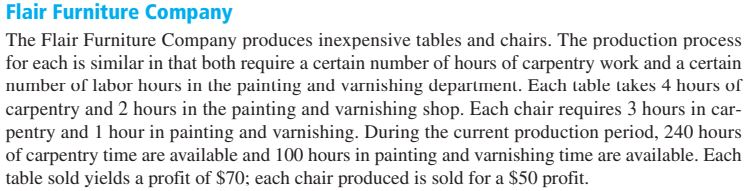 Flair Furniture Company
The Flair Furniture Company produces inexpensive tables and chairs. The production process
for each is similar in that both require a certain number of hours of carpentry work and a certain
number of labor hours in the painting and varnishing department. Each table takes 4 hours of
carpentry and 2 hours in the painting and varnishing shop. Each chair requires 3 hours in car-
pentry and 1 hour in painting and varnishing. During the current production period, 240 hours
of carpentry time are available and 100 hours in painting and varnishing time are available. Each
table sold yields a profit of $70; each chair produced is sold for a $50 profit.